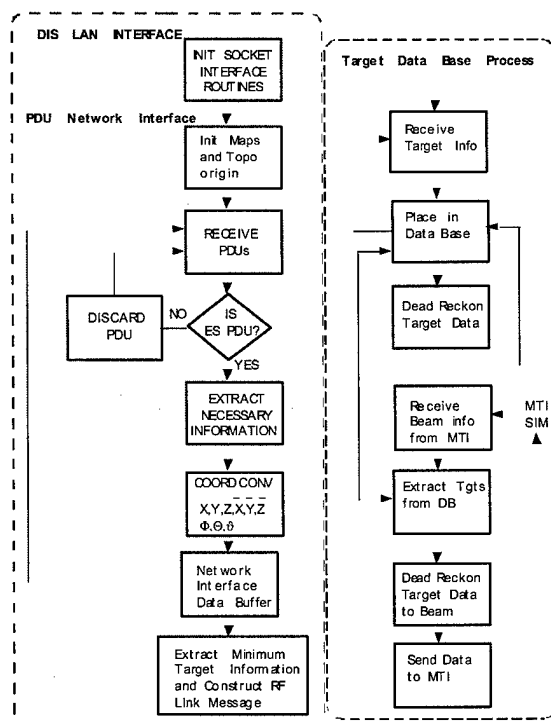 DIS LAN INTERFACE
INIT SOCKET
INTERFACE
ROUTINES
PDU Network Interface
Init Maps
and Topo
origin
RECEIVE
PDUs
IS
ES PDU?
NO
DISCARD
PDU
YES
EXTRACT
NECESSARY
INFORMATION
COORD CONV
X,Y,Z,X̅,Y̅,Z̅
Φ,Θ,ϑ
Network
Interface
Data Buffer
Extract Minimum
Target Information
and Construct RF
Link Message
Target Data Base Process
Receive
Target Info
Place in
Data Base
Dead Reckon
Target Data
Receive
Beam info
from MTI
MTI
SIM
Extract Tgts
from DB
Dead Reckon
Target Data
to Beam
Send Data
to MTI